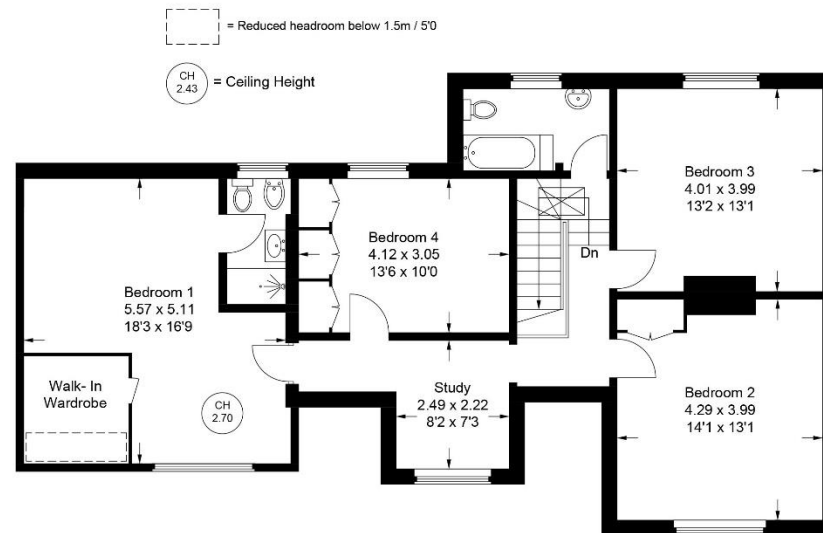 = Reduced headroom below 1.5m / 5'0
CH
2.43
= Ceiling Height
Bedroom 3
4.01 x 3.99
13'2 x 13'1
Bedroom 4
4.12 x 3.05
13'6 x 10'0
Dn
Bedroom 1
5.57 x 5.11
18'3 x 16'9
Walk- In
Wardrobe
CH
2.70
Study
2.49 x 2.22
8'2 x 7'3
Bedroom 2
4.29 x 3.99
14'1 x 13'1